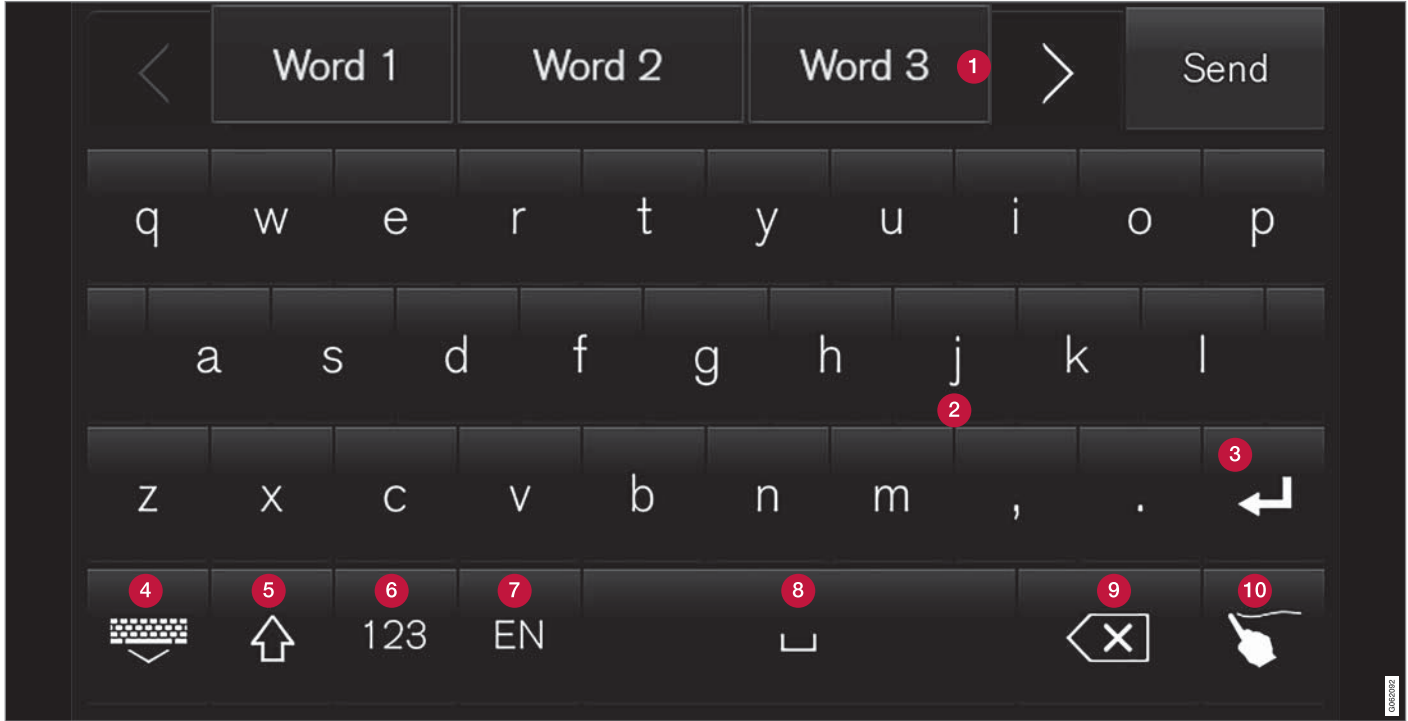 Word 1 Word 2 Word 3 1 Send
q w e r t y u i o p
a s d f g h j k l
2
3
z x c v b n m , .
4 5 6 7 8 9 10
123 EN
G062092